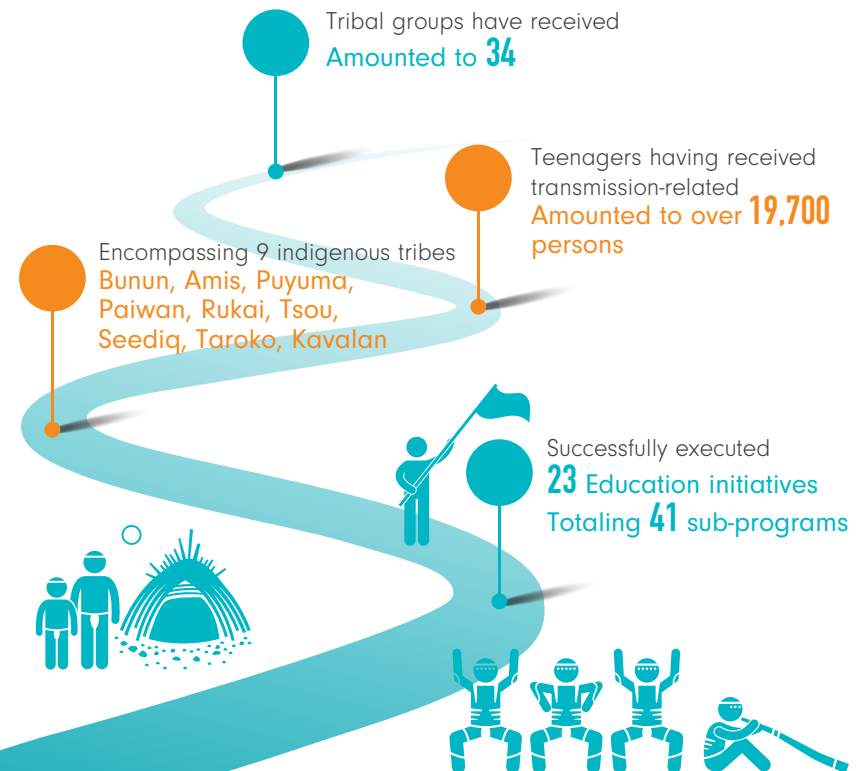 Tribal groups have received
Amounted to 34
Teenagers having received
transmission-related
Amounted to over 19,700
persons
Encompassing 9 indigenous tribes
Bunun, Amis, Puyuma,
Paiwan, Rukai, Tsou,
Seediq, Taroko, Kavalan
Successfully executed
23 Education initiatives
Totaling 41 sub-programs